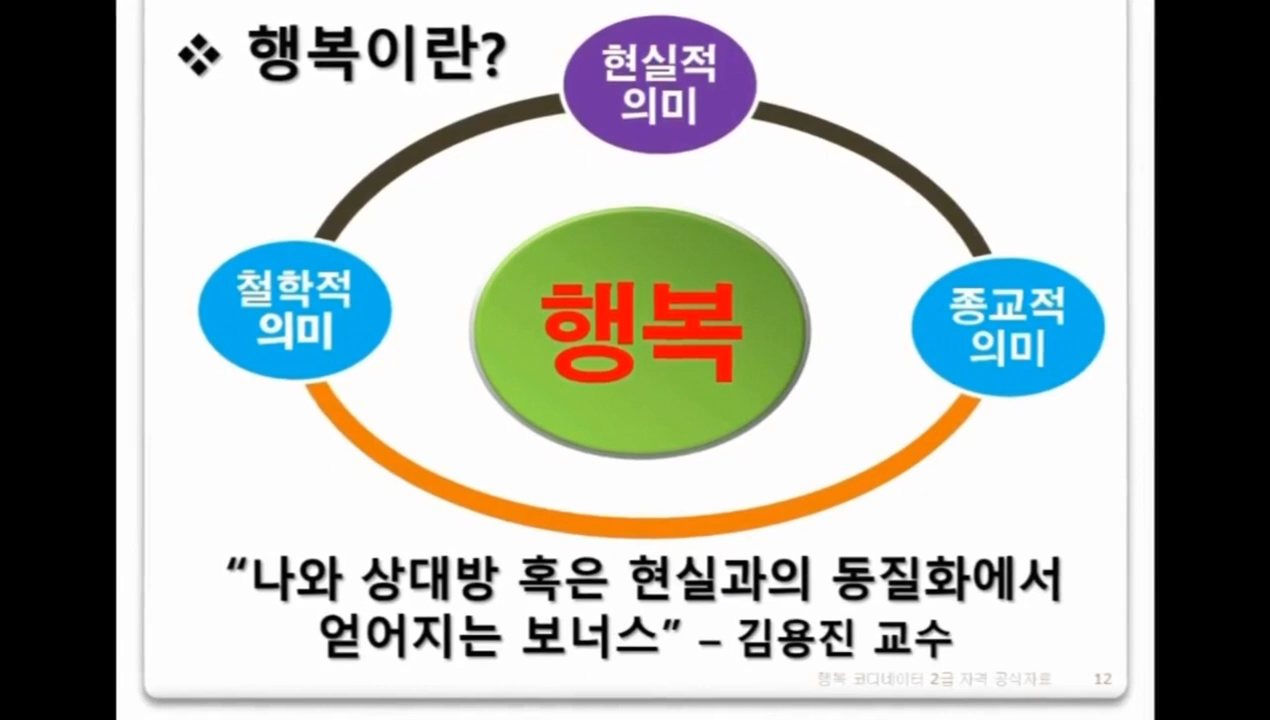 ❖ 행복이란?
현실적
의미
철학적
의미
행복
종교적
의미
“나와 상대방 혹은 현실과의 동질화에서
얻어지는 보너스” – 김용진 교수
행복 코디네이터 2급 자격 공식자료 12